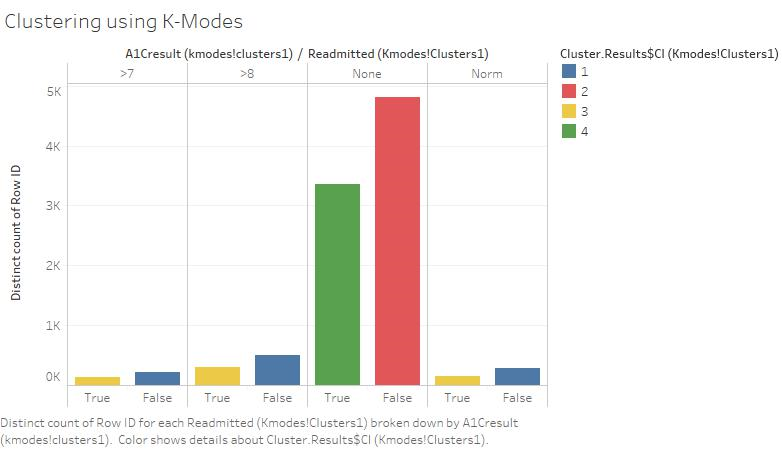 Clustering using K-Modes
A1Cresult (kmodes!clusters1) / Readmitted (Kmodes!Clusters1)
>7 >8 None Norm
Distinct count of Row ID
5K
4K
3K
2K
1K
0K
True False True False True False True False
Cluster.Results$Cl (Kmodes!Clusters1)
1
2
3
4
Distinct count of Row ID for each Readmitted (Kmodes!Clusters1) broken down by A1Cresult
(kmodes!clusters1). Color shows details about Cluster.Results$Cl (Kmodes!Clusters1).